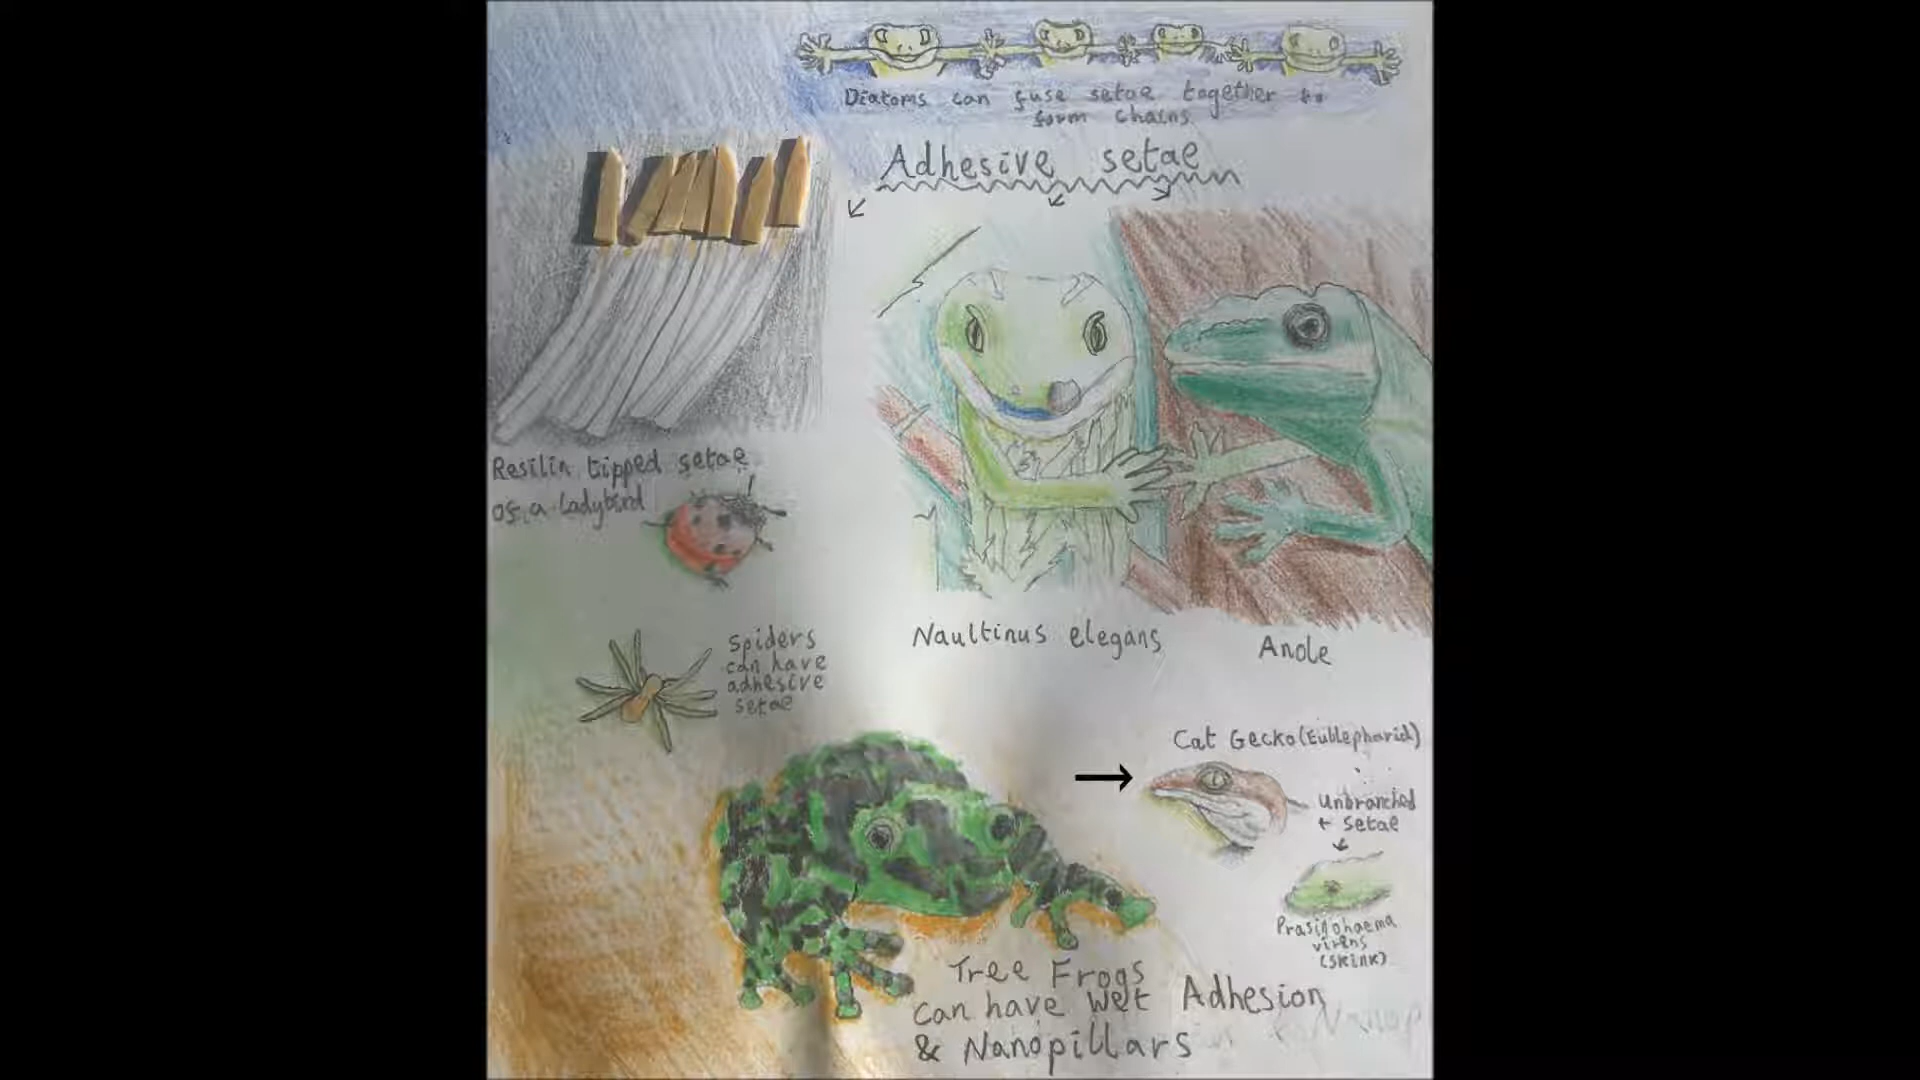 Diatoms can fuse setae together to
form chains
Adhesive setae
Resilin tipped setae
of a ladybird
Naultinus elegans
Anole
Spiders
can have
adhesive
setae
Cat Gecko (Eublepharid)
Unbranched
setae
Prasinohaema
virens
(skink)
Tree Frogs
can have wet Adhesion
& Nanopillars